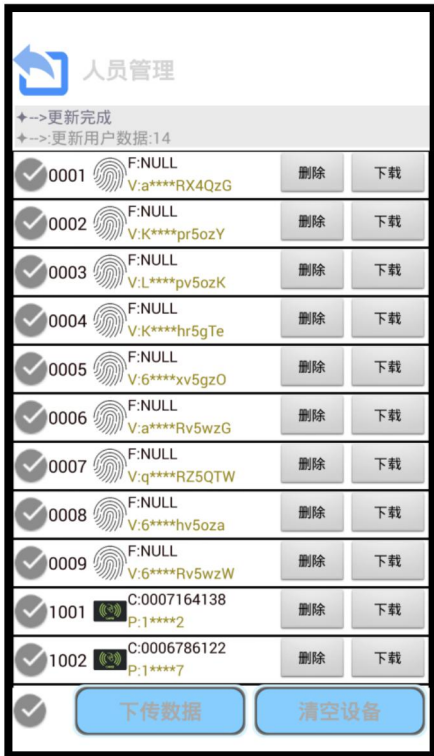 人员管理
✦-->更新完成
✦-->:更新用户数据:14
0001 F:NULL 删除 下载
V:a****RX4QzG
0002 F:NULL 删除 下载
V:K****pr5ozY
0003 F:NULL 删除 下载
V:L****pv5ozK
0004 F:NULL 删除 下载
V:K****hr5gTe
0005 F:NULL 删除 下载
V:6****xv5gzO
0006 F:NULL 删除 下载
V:a****Rv5wzG
0007 F:NULL 删除 下载
V:q****RZ5QTW
0008 F:NULL 删除 下载
V:6****hv5oza
0009 F:NULL 删除 下载
V:6****Rv5wzW
1001 C:0007164138 删除 下载
P:1****2
1002 C:0006786122 删除 下载
P:1****7
下传数据 清空设备